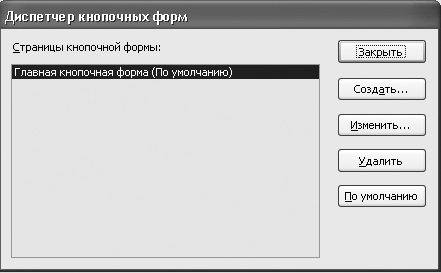 Диспетчер кнопочных форм
Страницы кнопочной формы:
Главная кнопочная форма (По умолчанию)
Закрыть
Создать...
Изменить...
Удалить
По умолчанию